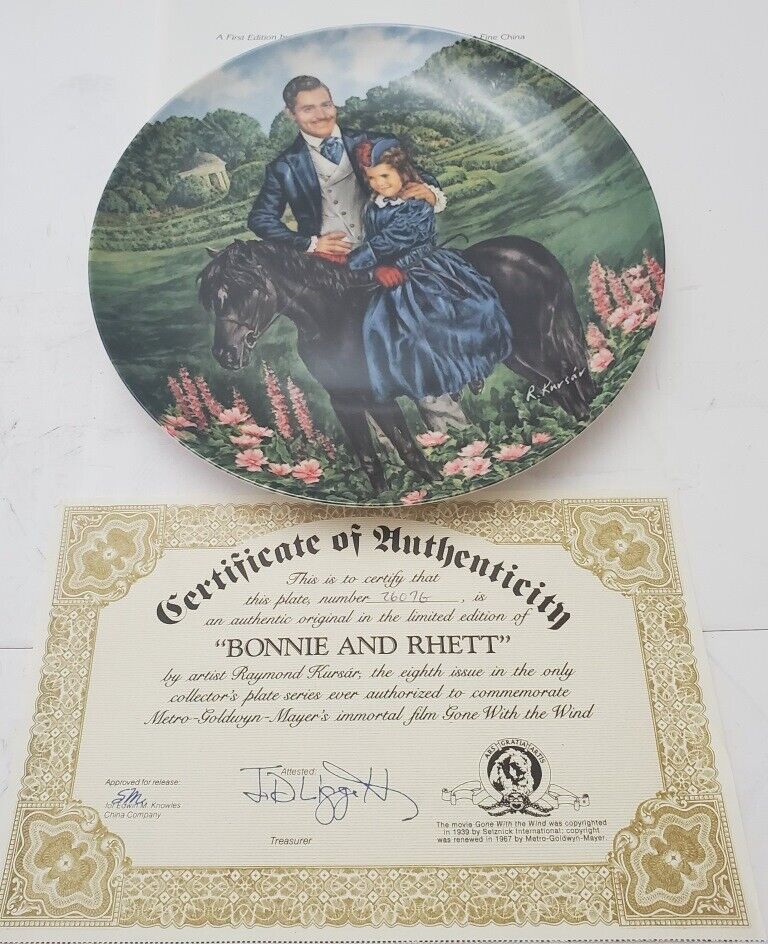 A First Edition
Fine China
R. Kursár
Certificate of Authenticity
This is to certify that
this plate, number 2607G, is
an authentic original in the limited edition of
"BONNIE AND RHETT"
by artist Raymond Kursár, the eighth issue in the only
collector's plate series ever authorized to commemorate
Metro-Goldwyn-Mayer's immortal film Gone With the Wind
Approved for release:
for Edwin M. Knowles
China Company
Attested:
Treasurer
ARS GRATIA ARTIS
The movie Gone With the Wind was copyrighted
in 1939 by Selznick International; copyright
was renewed in 1967 by Metro-Goldwyn-Mayer.